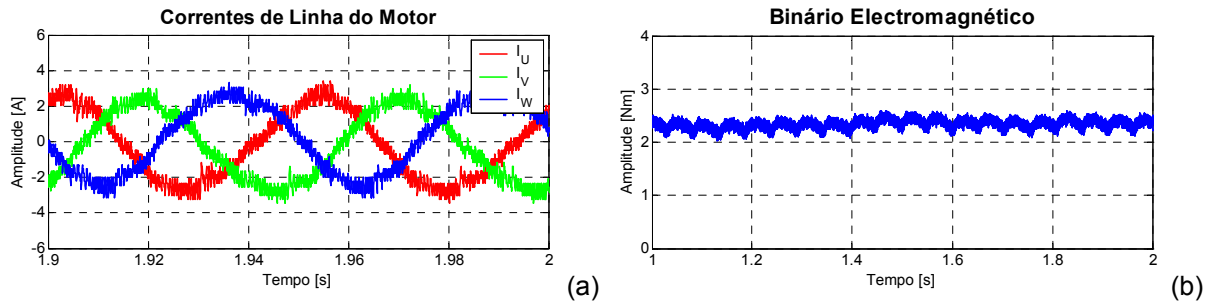 Correntes de Linha do Motor
Amplitude [A]
6
4
2
0
-2
-4
-6
1.9
1.92
1.94
1.96
1.98
2
Tempo [s]
I_U
I_V
I_W
(a)
Binário Electromagnético
Amplitude [Nm]
4
3
2
1
0
1
1.2
1.4
1.6
1.8
2
Tempo [s]
(b)